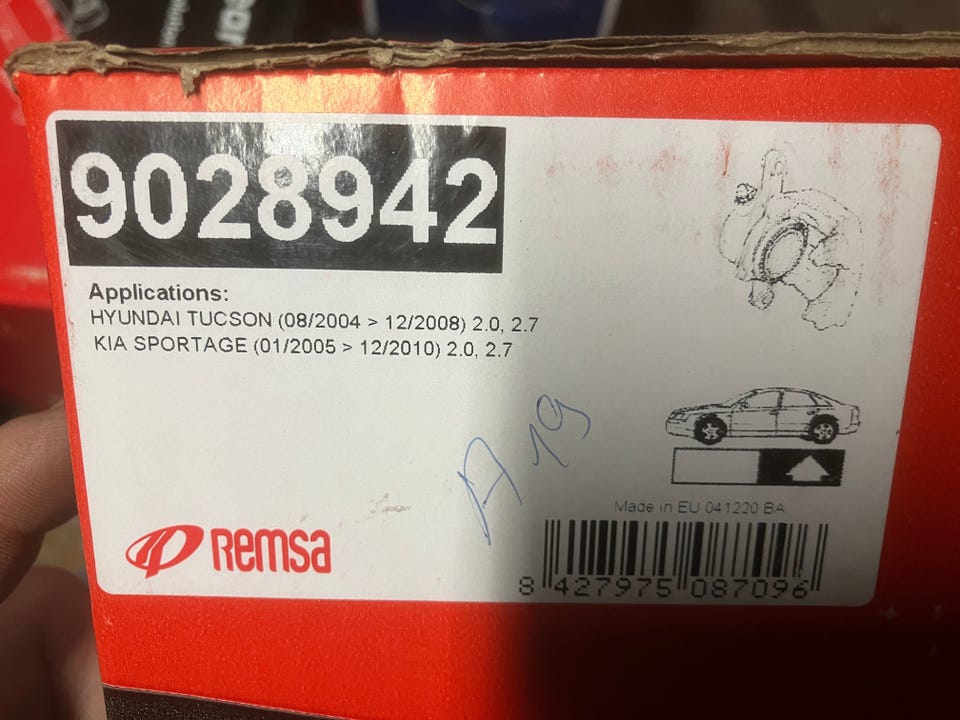 9028942
Applications:
HYUNDAI TUCSON (08/2004 > 12/2008) 2.0, 2.7
KIA SPORTAGE (01/2005 > 12/2010) 2.0, 2.7
A 19
Made in EU 041220 BA
Remsa
8 427975 087096